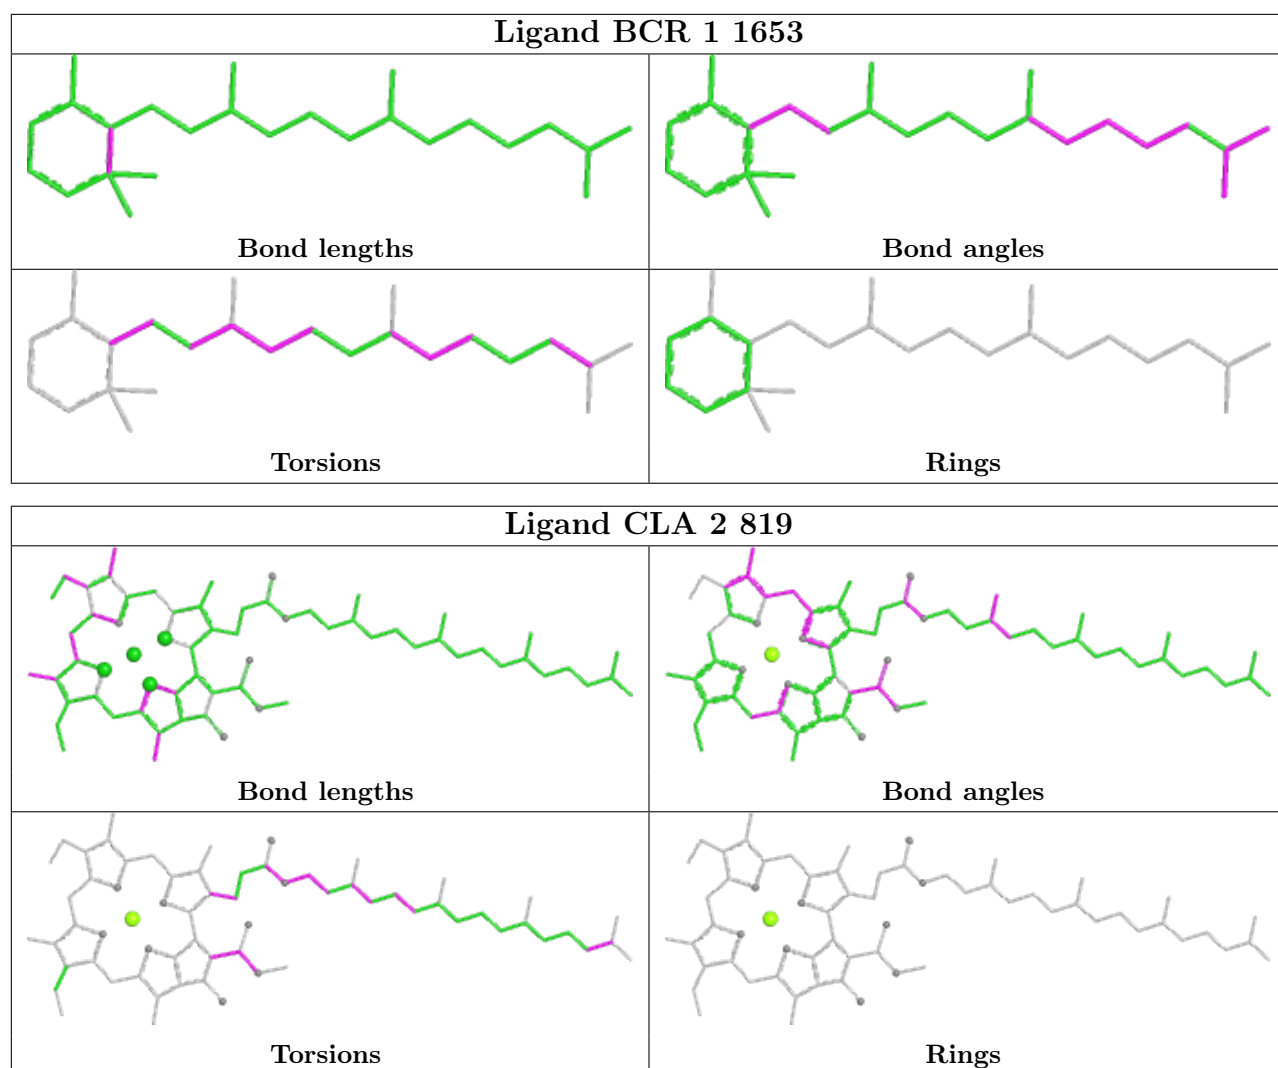 Ligand BCR 1 1653
Bond lengths
Bond angles
Torsions
Rings
Ligand CLA 2 819
Bond lengths
Bond angles
Torsions
Rings